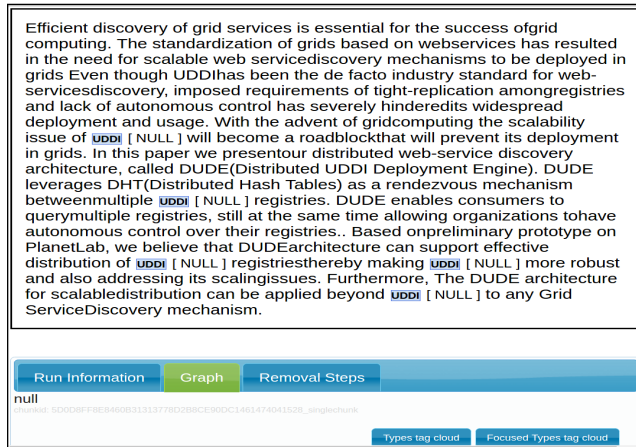 Efficient discovery of grid services is essential for the success ofgrid
computing. The standardization of grids based on webservices has resulted
in the need for scalable web servicediscovery mechanisms to be deployed in
grids Even though UDDIhas been the de facto industry standard for web-
servicesdiscovery, imposed requirements of tight-replication amongregistries
and lack of autonomous control has severely hinderedits widespread
deployment and usage. With the advent of gridcomputing the scalability
issue of UDDI [ NULL ] will become a roadblockthat will prevent its deployment
in grids. In this paper we presentour distributed web-service discovery
architecture, called DUDE(Distributed UDDI Deployment Engine). DUDE
leverages DHT(Distributed Hash Tables) as a rendezvous mechanism
betweenmultiple UDDI [ NULL ] registries. DUDE enables consumers to
querymultiple registries, still at the same time allowing organizations tohave
autonomous control over their registries.. Based onpreliminary prototype on
PlanetLab, we believe that DUDEarchitecture can support effective
distribution of UDDI [ NULL ] registriesthereby making UDDI [ NULL ] more robust
and also addressing its scalingissues. Furthermore, The DUDE architecture
for scalabledistribution can be applied beyond UDDI [ NULL ] to any Grid
ServiceDiscovery mechanism.
Run Information Graph Removal Steps
null
Types tag cloud Focused Types tag cloud